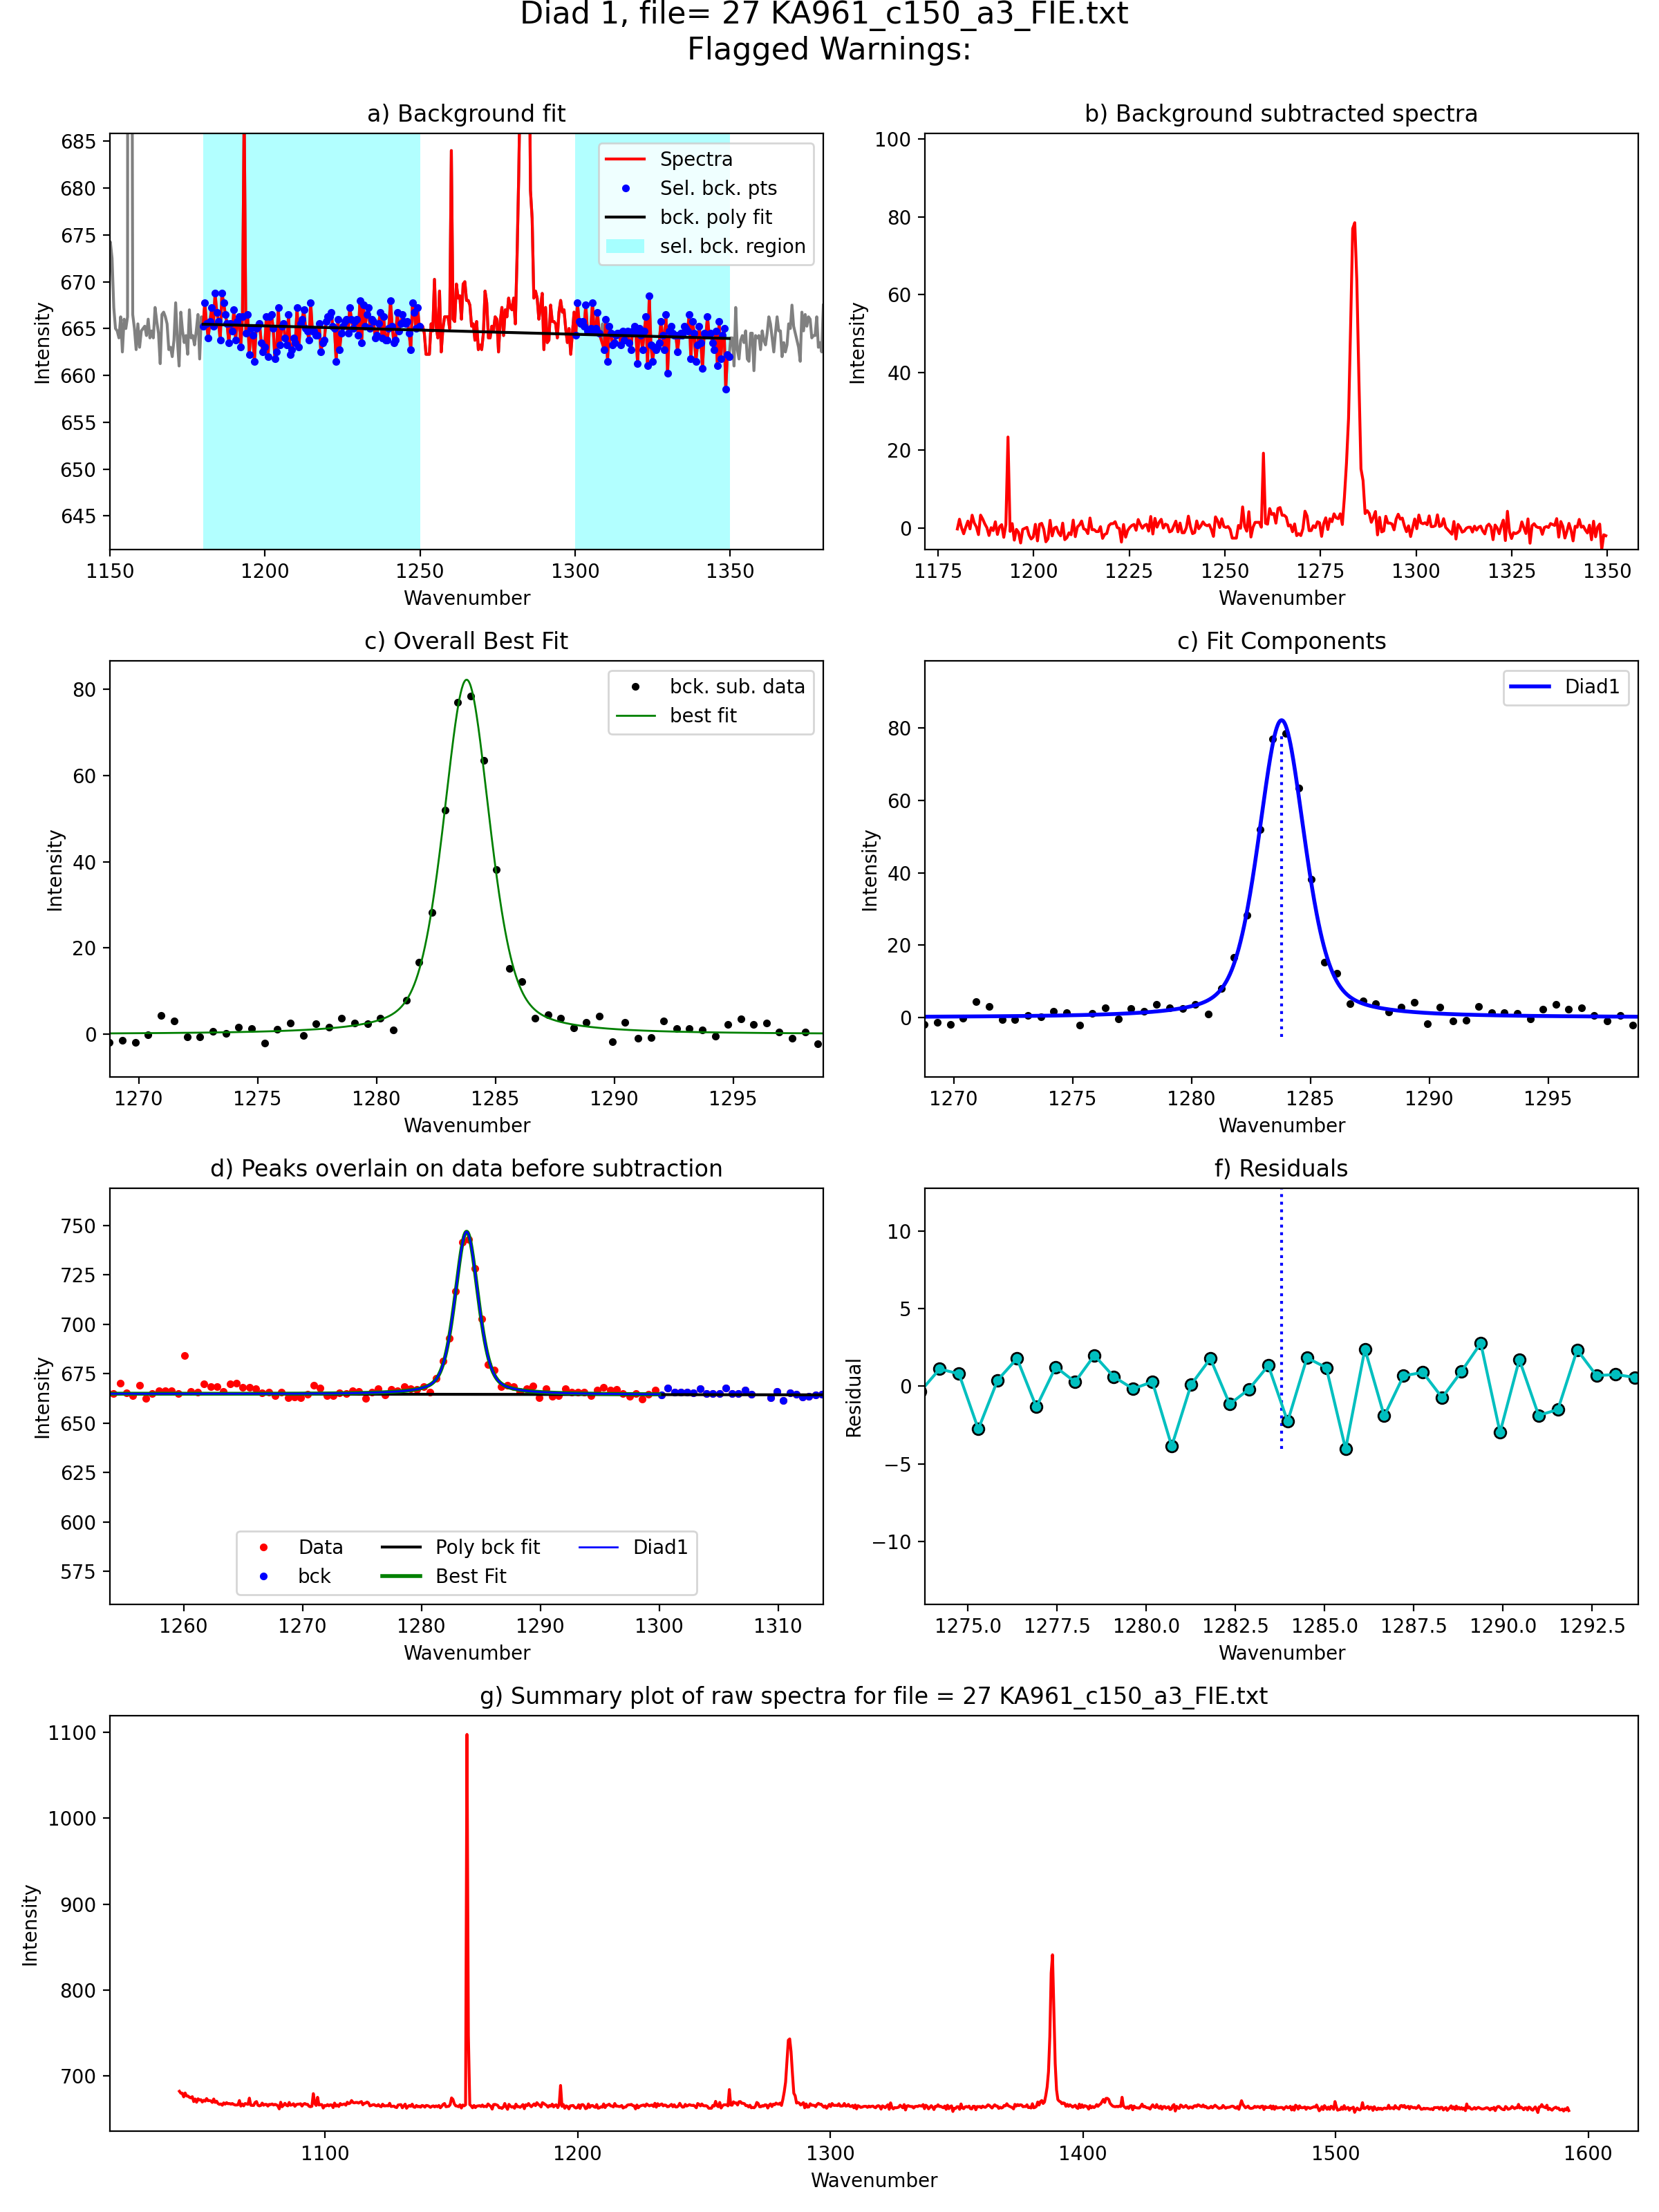 Diad 1, file= 27 KA961_c150_a3_FIE.txt
Flagged Warnings:
a) Background fit
685
680
675
670
665
660
655
650
645
Intensity
Spectra
Sel. bck. pts
bck. poly fit
sel. bck. region
1150 1200 1250 1300 1350
Wavenumber
b) Background subtracted spectra
100
80
60
40
20
0
Intensity
1175 1200 1225 1250 1275 1300 1325 1350
Wavenumber
c) Overall Best Fit
80
60
40
20
0
Intensity
bck. sub. data
best fit
1270 1275 1280 1285 1290 1295
Wavenumber
c) Fit Components
80
60
40
20
0
Intensity
Diad1
1270 1275 1280 1285 1290 1295
Wavenumber
d) Peaks overlain on data before subtraction
750
725
700
675
650
625
600
575
Intensity
Data Poly bck fit Diad1
bck Best Fit
1260 1270 1280 1290 1300 1310
Wavenumber
f) Residuals
10
5
0
−5
−10
Residual
1275.0 1277.5 1280.0 1282.5 1285.0 1287.5 1290.0 1292.5
Wavenumber
g) Summary plot of raw spectra for file = 27 KA961_c150_a3_FIE.txt
1100
1000
900
800
700
Intensity
1100 1200 1300 1400 1500 1600
Wavenumber